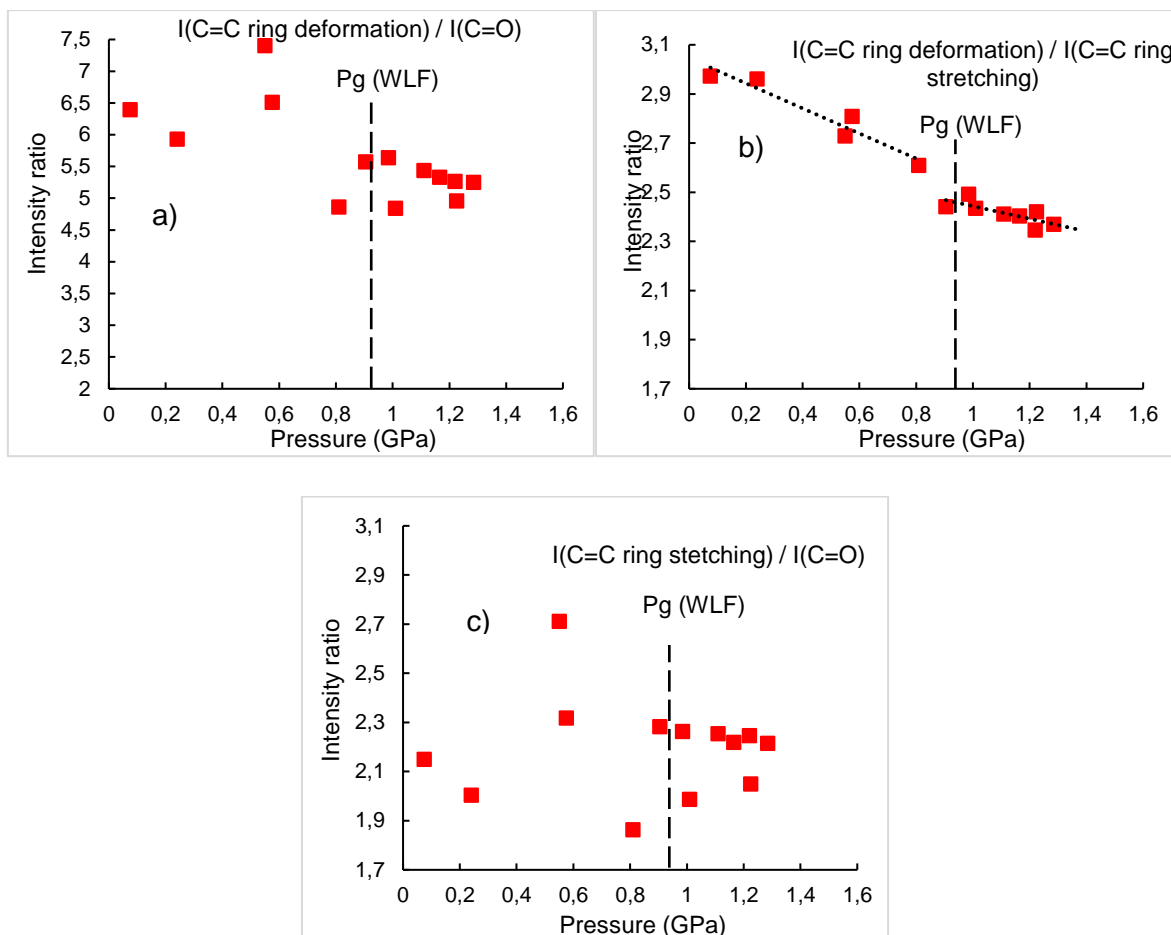 I(C=C ring deformation) / I(C=O)
7,5
7
6,5
6
5,5
5
4,5
4
3,5
3
2,5
2
Intensity ratio
Pg (WLF)
a)
0 0,2 0,4 0,6 0,8 1 1,2 1,4 1,6
Pressure (GPa)
3,1
2,9
2,7
2,5
2,3
2,1
1,9
1,7
Intensity ratio
I(C=C ring deformation) / I(C=C ring
stretching)
Pg (WLF)
b)
0 0,2 0,4 0,6 0,8 1 1,2 1,4 1,6
Pressure (GPa)
3,1
2,9
2,7
2,5
2,3
2,1
1,9
1,7
Intensity ratio
I(C=C ring stetching) / I(C=O)
Pg (WLF)
c)
0 0,2 0,4 0,6 0,8 1 1,2 1,4 1,6
Pressure (GPa)